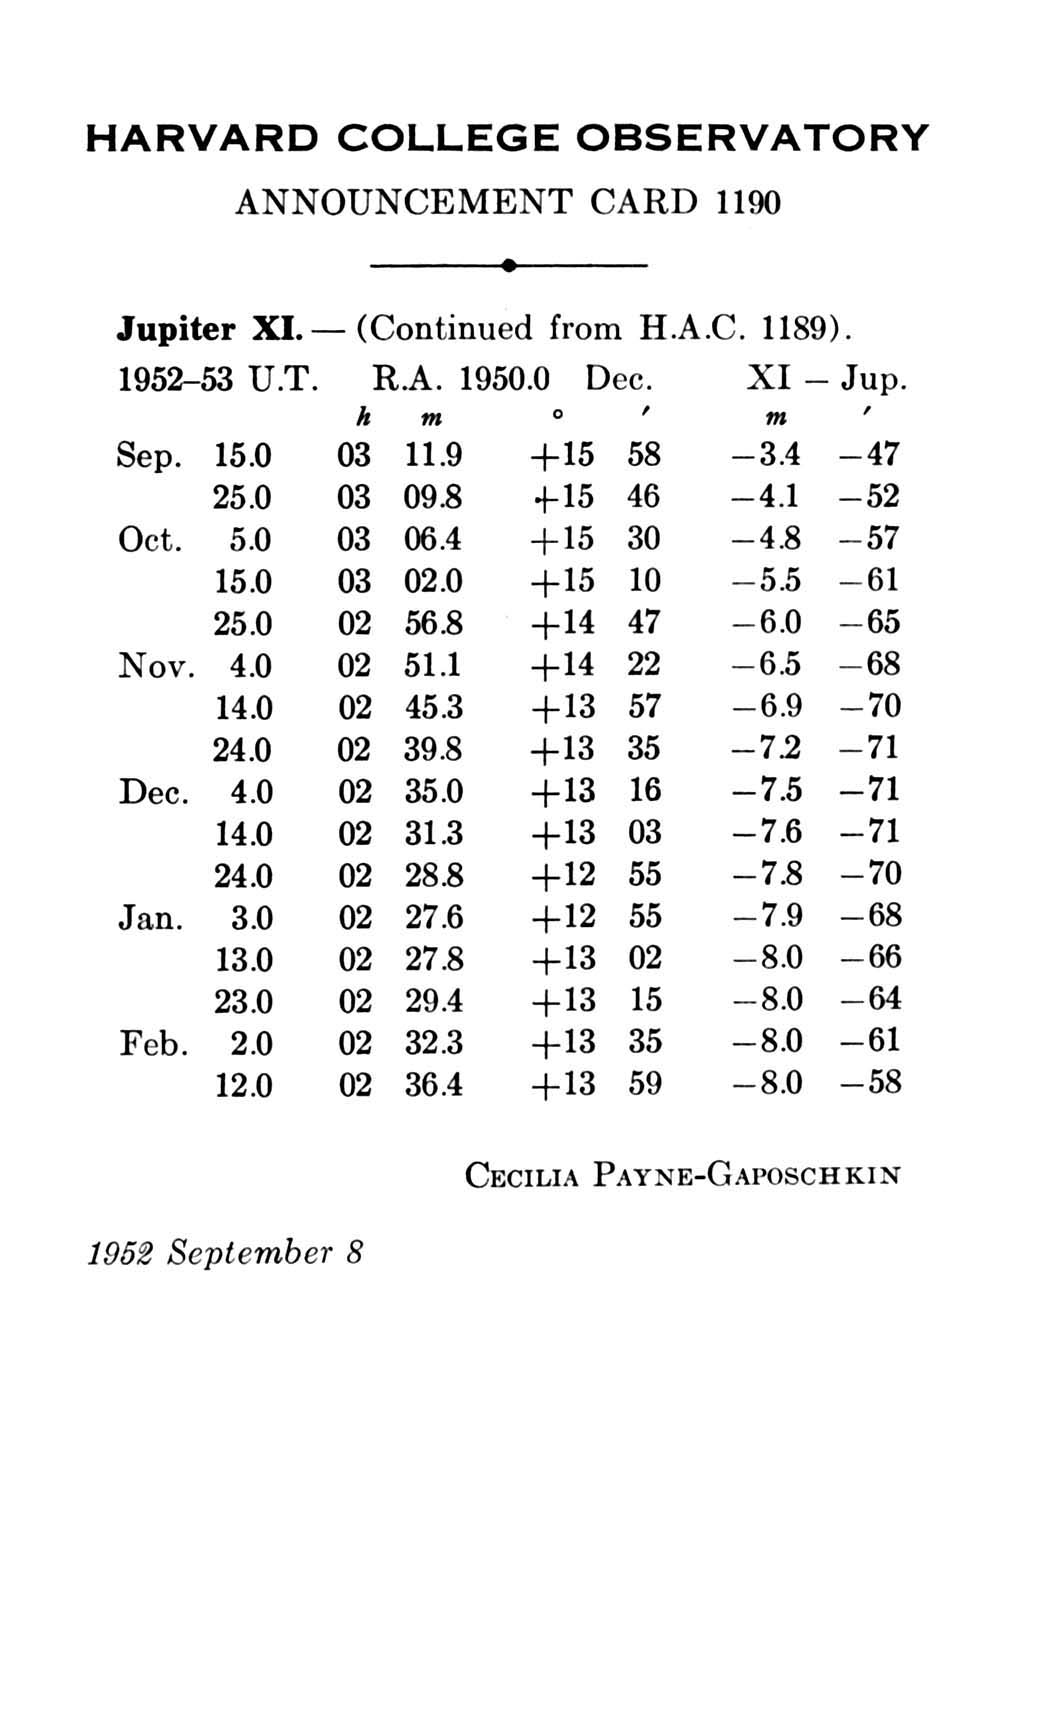 HARVARD COLLEGE OBSERVATORY
ANNOUNCEMENT CARD 1190
Jupiter XI. — (Continued from H.A.C. 1189).
1952–53 U.T. R.A. 1950.0 Dec. XI – Jup.
h m ° ′ m ′
Sep. 15.0 03 11.9 +15 58 −3.4 −47
25.0 03 09.8 +15 46 −4.1 −52
Oct. 5.0 03 06.4 +15 30 −4.8 −57
15.0 03 02.0 +15 10 −5.5 −61
25.0 02 56.8 +14 47 −6.0 −65
Nov. 4.0 02 51.1 +14 22 −6.5 −68
14.0 02 45.3 +13 57 −6.9 −70
24.0 02 39.8 +13 35 −7.2 −71
Dec. 4.0 02 35.0 +13 16 −7.5 −71
14.0 02 31.3 +13 03 −7.6 −71
24.0 02 28.8 +12 55 −7.8 −70
Jan. 3.0 02 27.6 +12 55 −7.9 −68
13.0 02 27.8 +13 02 −8.0 −66
23.0 02 29.4 +13 15 −8.0 −64
Feb. 2.0 02 32.3 +13 35 −8.0 −61
12.0 02 36.4 +13 59 −8.0 −58
CECILIA PAYNE-GAPOSCHKIN
1952 September 8